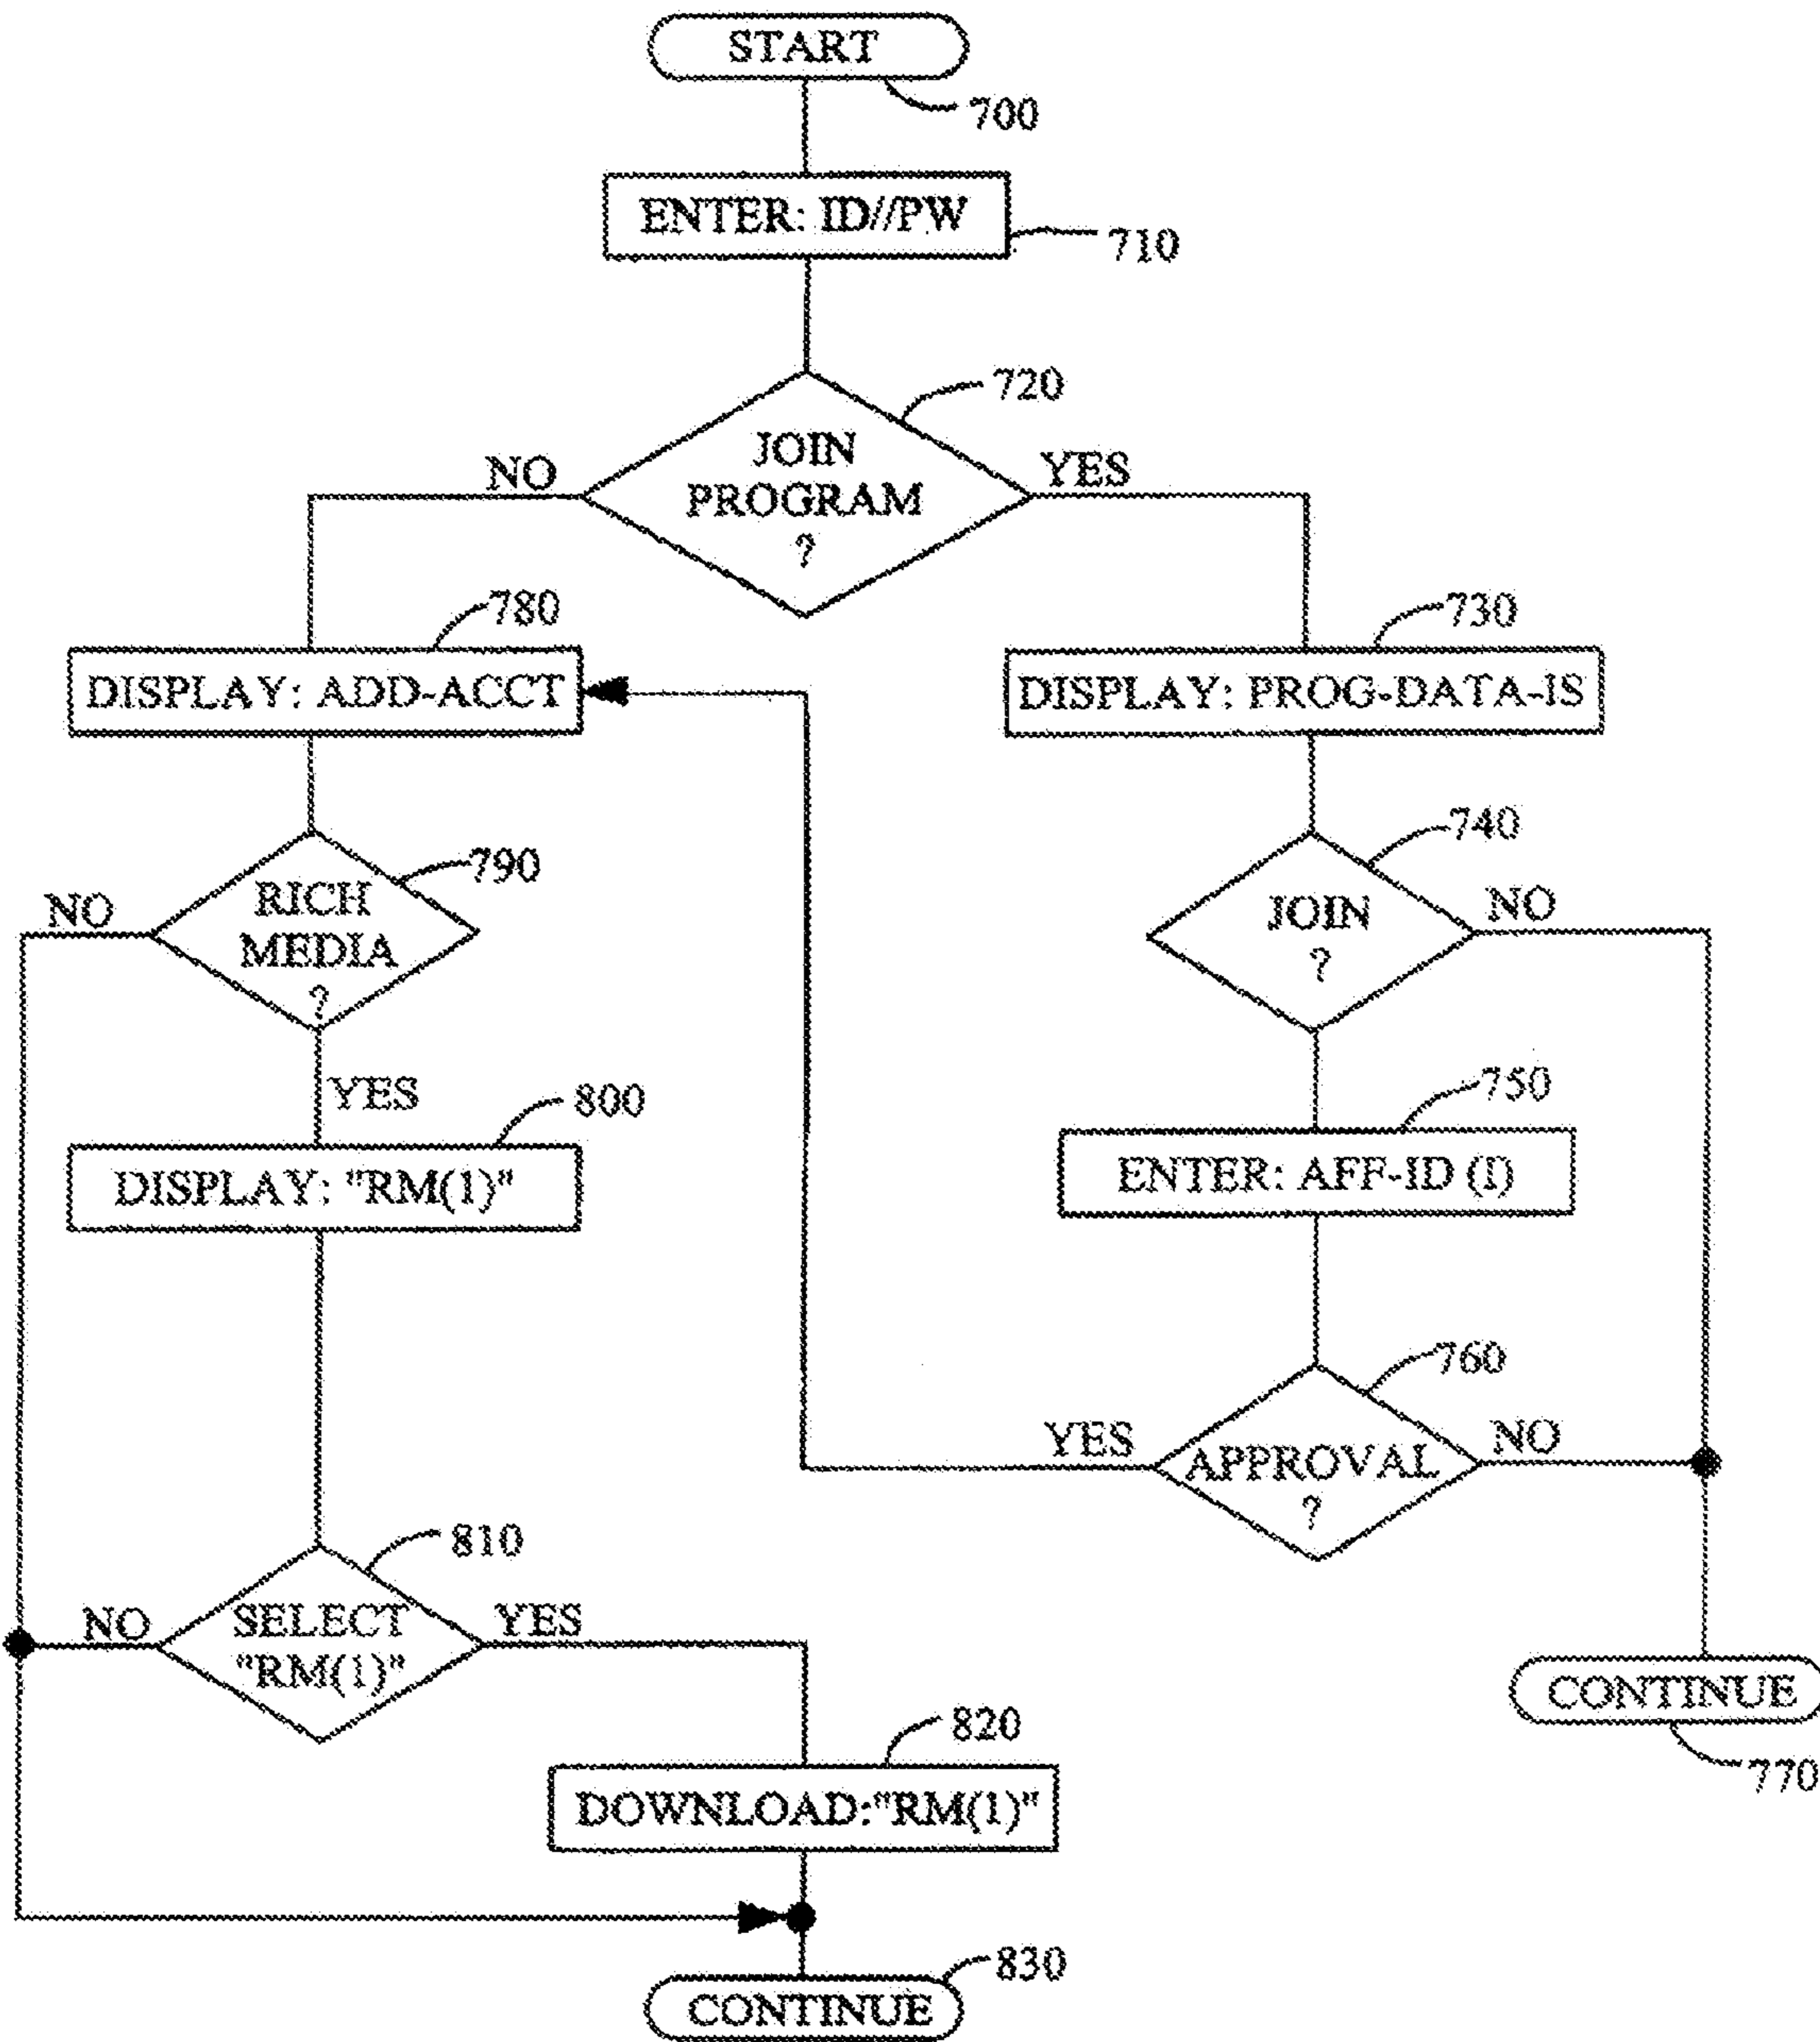 START
700
ENTER: ID//PW
710
720
JOIN
PROGRAM
?
NO
YES
780
DISPLAY: ADD-ACCT
730
DISPLAY: PROG-DATA-IS
790
RICH
MEDIA
?
NO
YES
740
JOIN
?
NO
800
DISPLAY: "RM(1)"
750
ENTER: AFF-ID (I)
760
APPROVAL
?
YES
NO
810
SELECT
"RM(1)"
NO
YES
CONTINUE
770
820
DOWNLOAD:"RM(1)"
CONTINUE
830